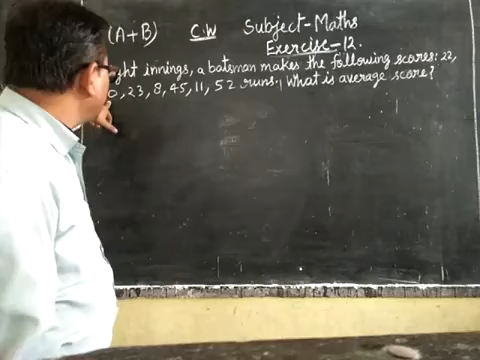 (A+B) C.W Subject-Maths
Exercise-12.
ght innings, a batsman makes the following scores: 22,
0, 23, 8, 45, 11, 52 runs. What is average score?